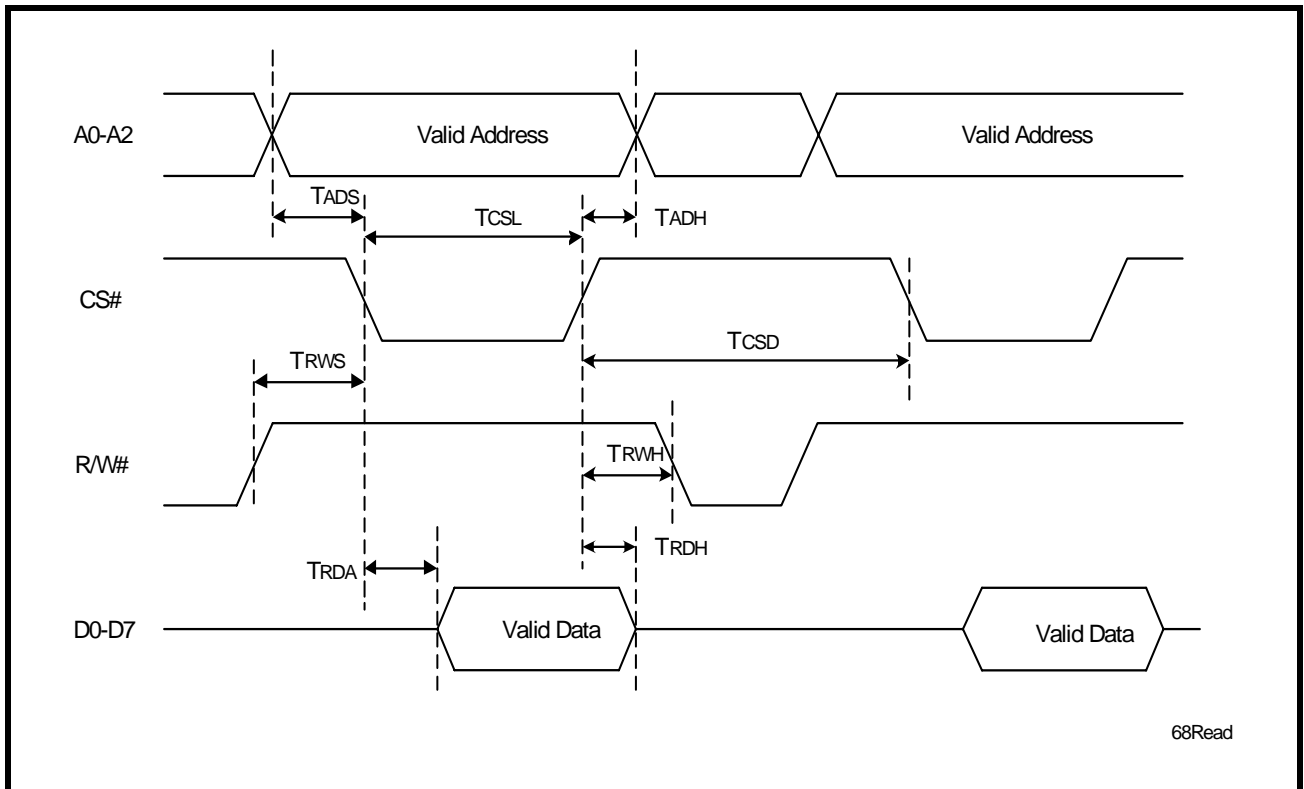 A0-A2
Valid Address
Valid Address
TADS
TCSL
TADH
CS#
TCSD
TRWS
R/W#
TRWH
TRDA
TRDH
D0-D7
Valid Data
Valid Data
68Read